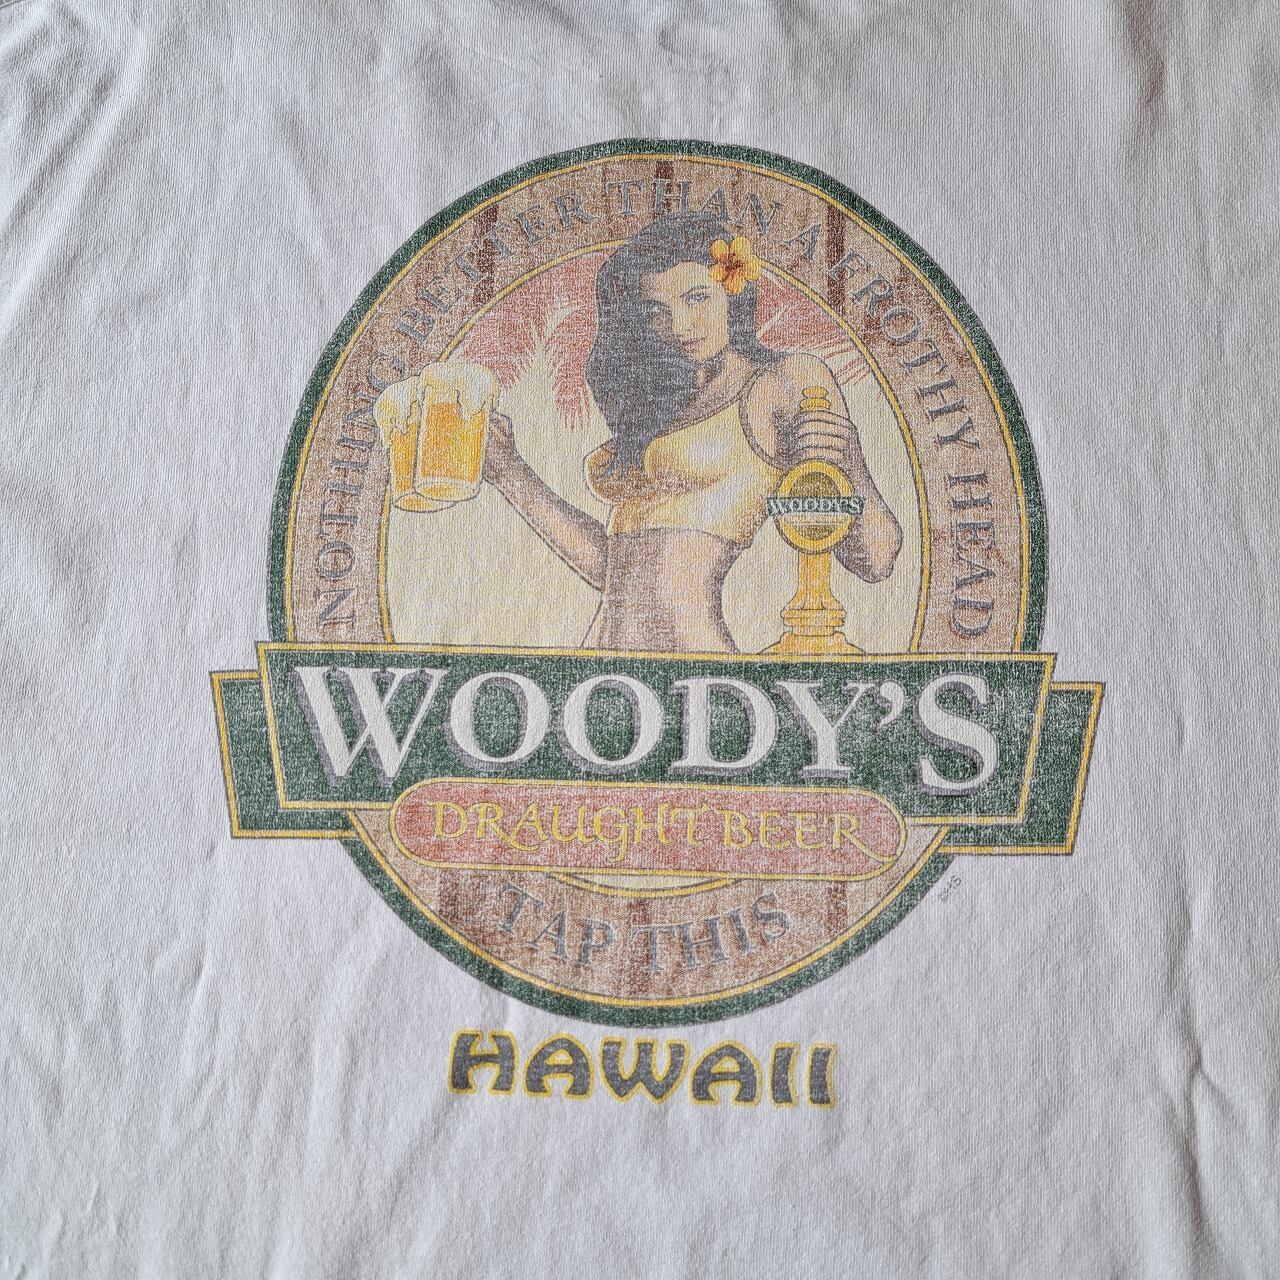 NOTHING BETTER THAN A FROTHY HEAD
WOODY'S
WOODY'S
DRAUGHT BEER
TAP THIS
HAWAII